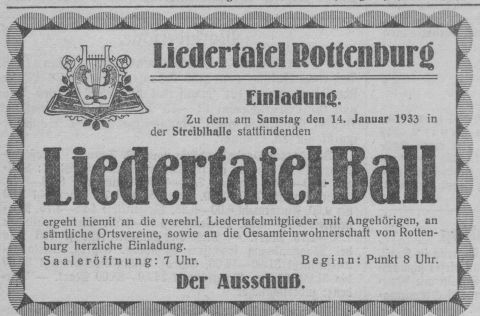 Liedertafel Rottenburg
Einladung.
Zu dem am Samstag den 14. Januar 1933 in
der Streiblhalle stattfindenden
Liedertafel-Ball
ergeht hiemit an die verehrl. Liedertafelmitglieder mit Angehörigen, an
sämtliche Ortsvereine, sowie an die Gesamteinwohnerschaft von Rotten-
burg herzliche Einladung.
Saaleröffnung: 7 Uhr. Beginn: Punkt 8 Uhr.
Der Ausschuß.